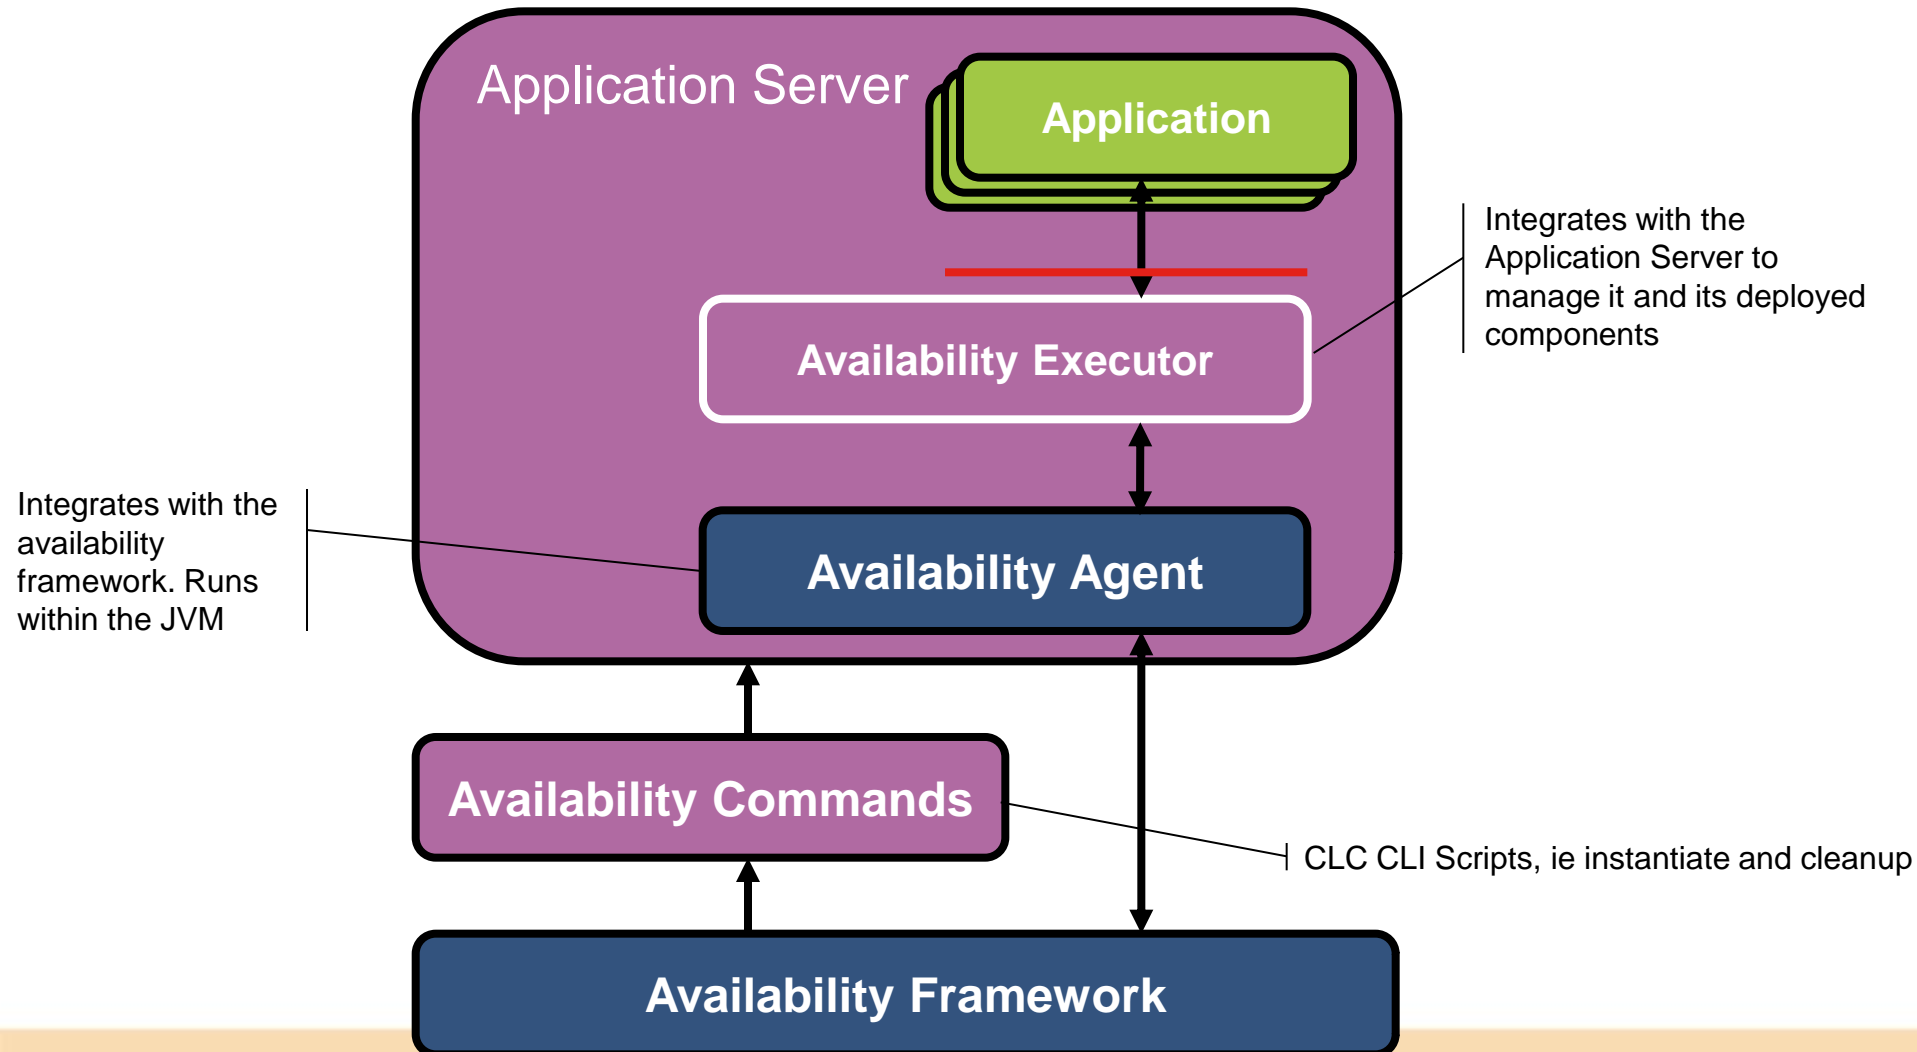 Application Server
Application
Integrates with the
Application Server to
manage it and its deployed
components
Availability Executor
Integrates with the
availability
framework. Runs
within the JVM
Availability Agent
Availability Commands
CLC CLI Scripts, ie instantiate and cleanup
Availability Framework